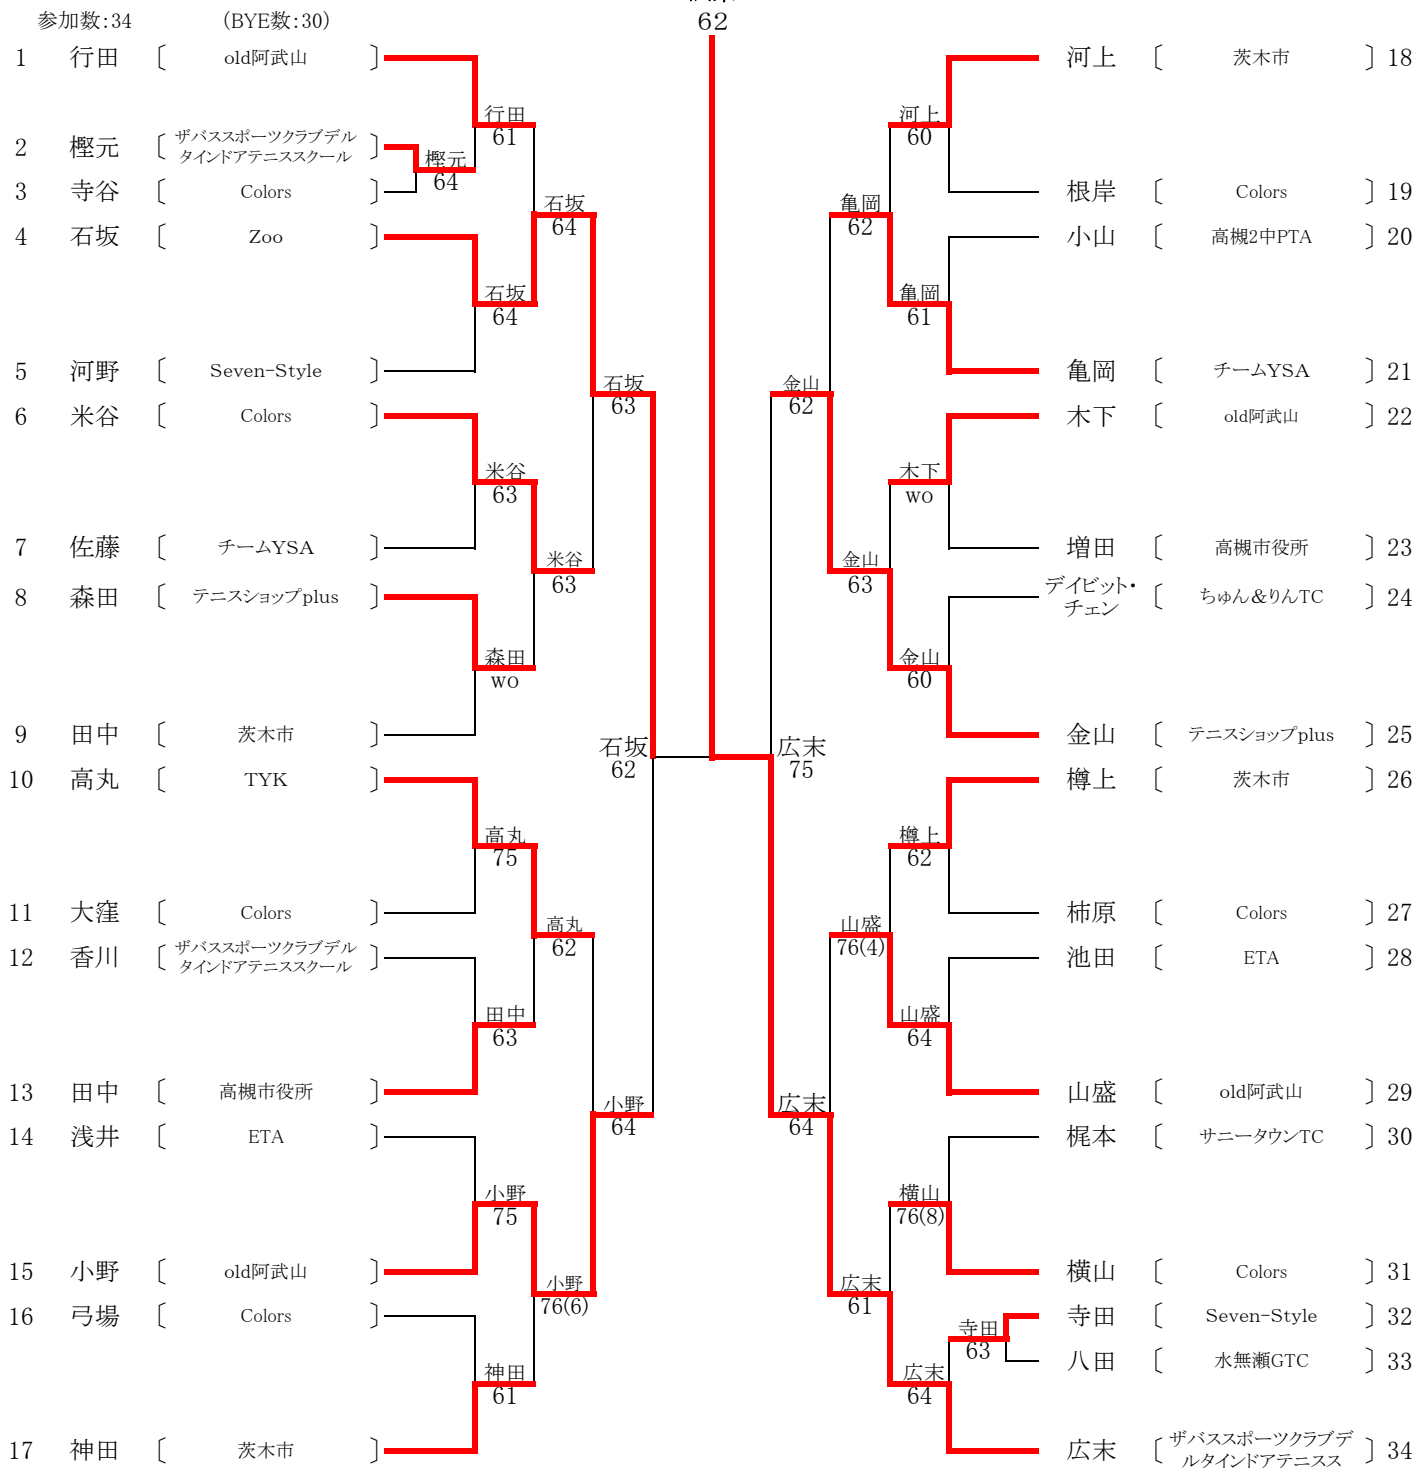 参加数:34 (BYE数:30)
62
1 行田 〔 old阿武山 〕
2 樫元 〔 ザバススポーツクラブデル
タインドアテニススクール 〕
3 寺谷 〔 Colors 〕
4 石坂 〔 Zoo 〕
5 河野 〔 Seven-Style 〕
6 米谷 〔 Colors 〕
7 佐藤 〔 チームYSA 〕
8 森田 〔 テニスショップplus 〕
9 田中 〔 茨木市 〕
10 高丸 〔 TYK 〕
11 大窪 〔 Colors 〕
12 香川 〔 ザバススポーツクラブデル
タインドアテニススクール 〕
13 田中 〔 高槻市役所 〕
14 浅井 〔 ETA 〕
15 小野 〔 old阿武山 〕
16 弓場 〔 Colors 〕
17 神田 〔 茨木市 〕
樫元
64
行田
61
石坂
64
米谷
63
森田
wo
高丸
75
田中
63
小野
75
神田
61
石坂
64
米谷
63
高丸
62
小野
76(6)
石坂
63
小野
64
石坂
62
広末
75
金山
62
広末
64
亀岡
62
金山
63
山盛
76(4)
広末
61
河上
60
亀岡
61
木下
wo
金山
60
樽上
62
山盛
64
横山
76(8)
広末
64
寺田
63
河上 〔 茨木市 〕 18
根岸 〔 Colors 〕 19
小山 〔 高槻2中PTA 〕 20
亀岡 〔 チームYSA 〕 21
木下 〔 old阿武山 〕 22
増田 〔 高槻市役所 〕 23
デイビット・
チェン 〔 ちゅん&りんTC 〕 24
金山 〔 テニスショップplus 〕 25
樽上 〔 茨木市 〕 26
柿原 〔 Colors 〕 27
池田 〔 ETA 〕 28
山盛 〔 old阿武山 〕 29
梶本 〔 サニータウンTC 〕 30
横山 〔 Colors 〕 31
寺田 〔 Seven-Style 〕 32
八田 〔 水無瀬GTC 〕 33
広末 〔 ザバススポーツクラブデ
ルタインドアテニスス 〕 34